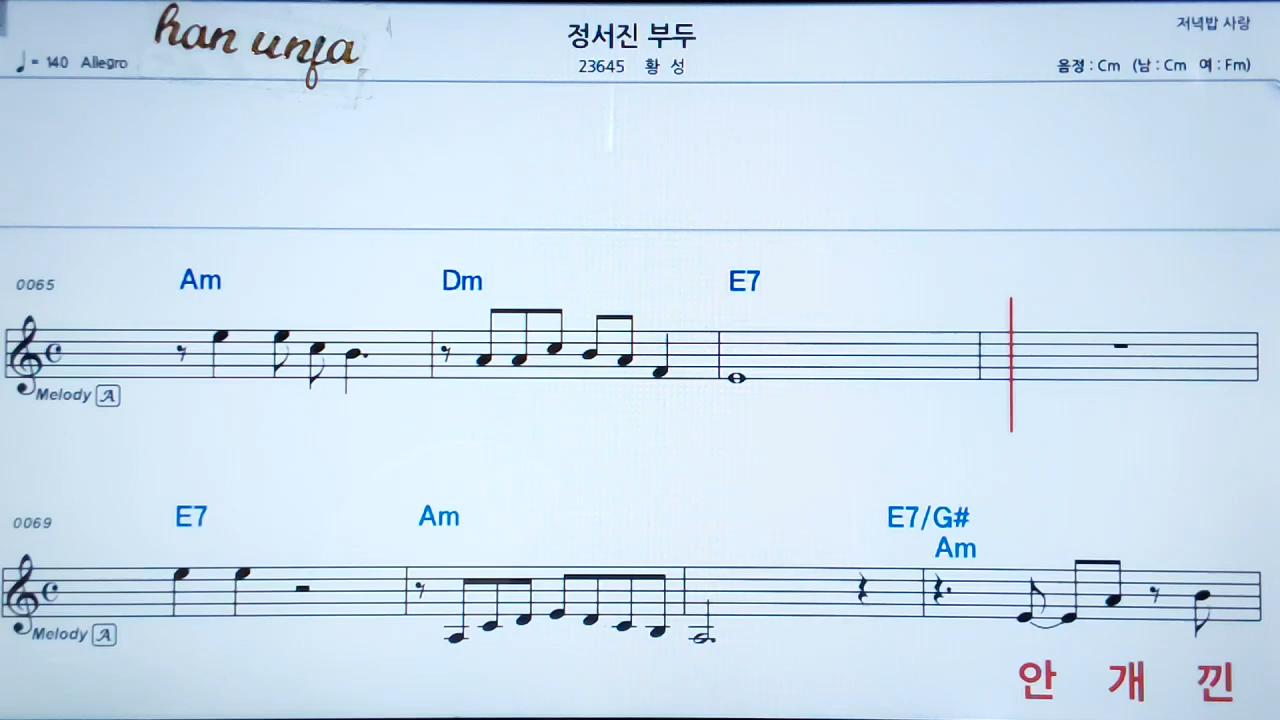 han unfa
정서진 부두
저녁밥 사랑
♩= 140 Allegro
23645 황 성
음정 : Cm (남 : Cm 여 : Fm)
0065 Am Dm E7
Melody A
0069 E7 Am E7/G#
Am
Melody A
안 개 낀